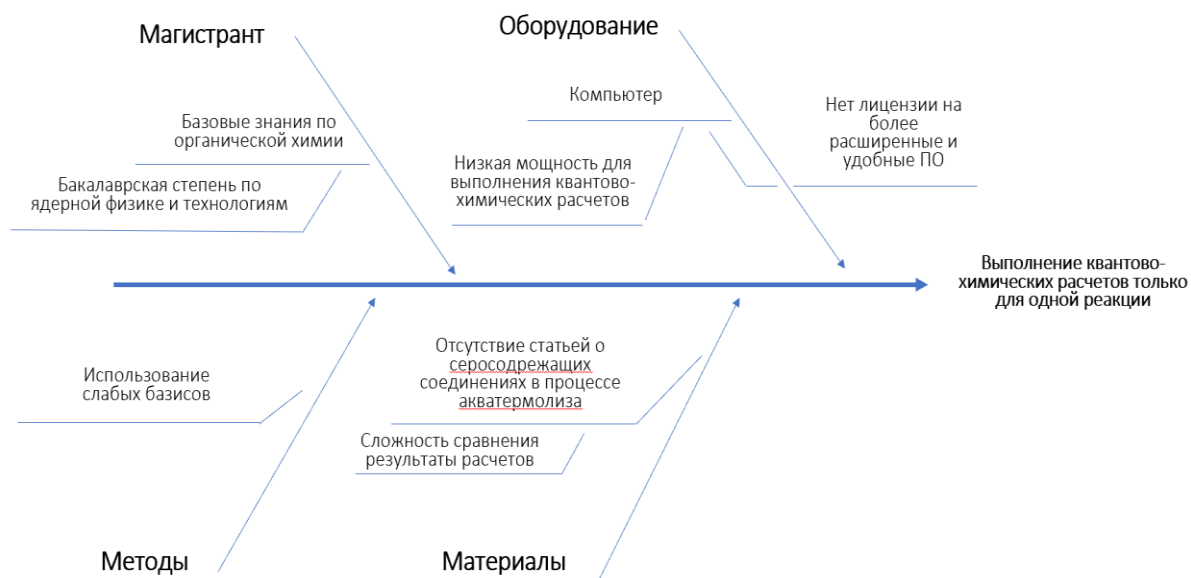 Магистрант
Оборудование
Компьютер
Нет лицензии на
более
расширенные и
удобные ПО
Базовые знания по
органической химии
Низкая мощность для
выполнения квантово-
химических расчетов
Бакалаврская степень по
ядерной физике и технологиям
Выполнение квантово-
химических расчетов только
для одной реакции
Отсутствие статьей о
серосодрежащих
соединениях в процессе
акватермолиза
Использование
слабых базисов
Сложность сравнения
результаты расчетов
Методы
Материалы